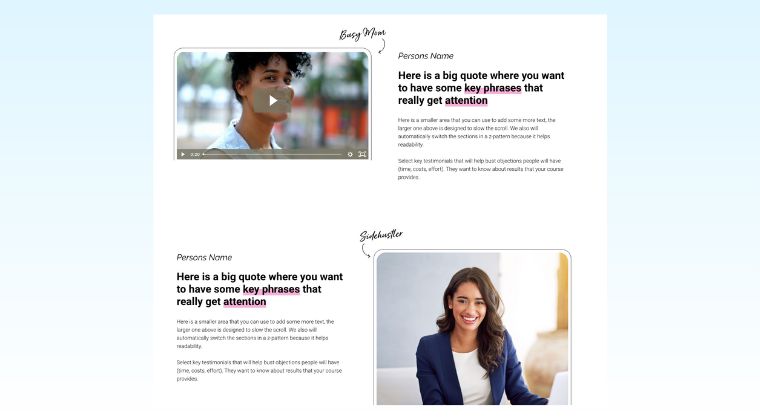 Busy Mom
Persons Name
Here is a big quote where you want
to have some key phrases that
really get attention
Here is a smaller area that you can use to add some more text, the
larger one above is designed to slow the scroll. We also will
automatically switch the sections in a z-pattern because it helps
readability.
Select key testimonials that will help bust objections people will have
(time, costs, effort). They want to know about results that your course
provides.
0:00
Sidehustler
Persons Name
Here is a big quote where you want
to have some key phrases that
really get attention
Here is a smaller area that you can use to add some more text, the
larger one above is designed to slow the scroll. We also will
automatically switch the sections in a z-pattern because it helps
readability.
Select key testimonials that will help bust objections people will have
(time, costs, effort). They want to know about results that your course
provides.